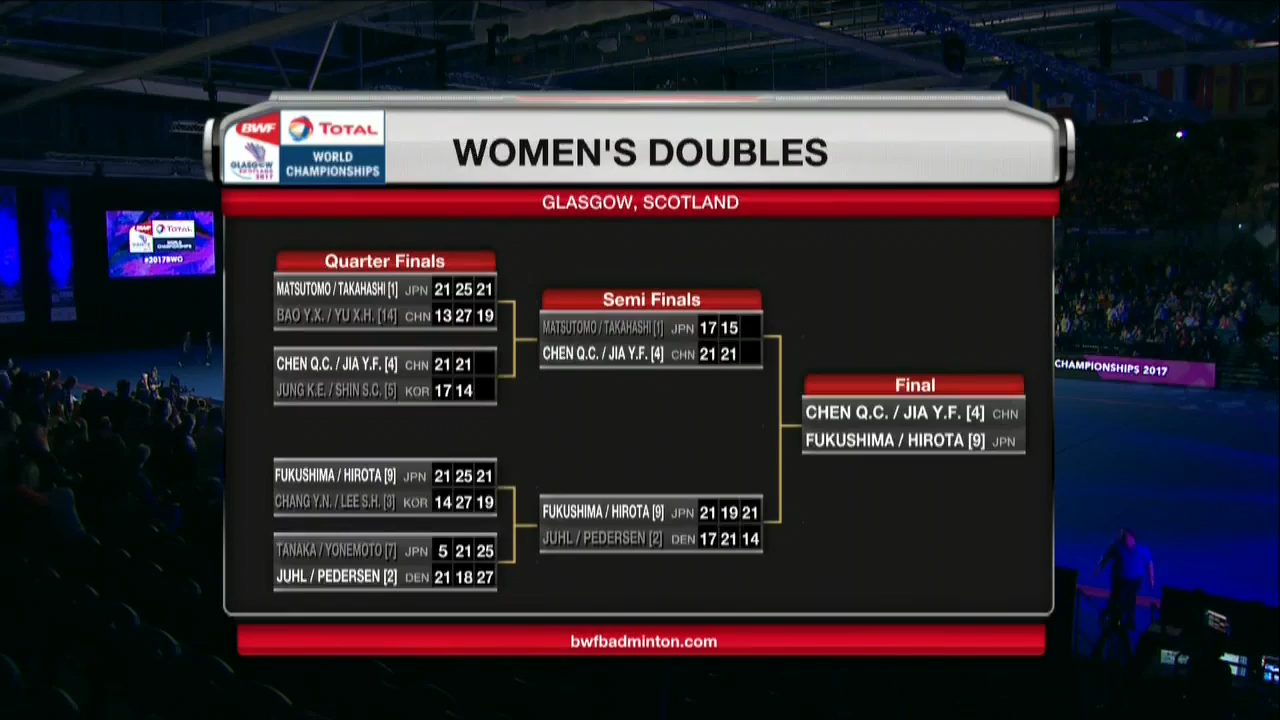 BWF
TOTAL
GLASGOW
2017
WORLD
CHAMPIONSHIPS
WOMEN'S DOUBLES
GLASGOW, SCOTLAND
Quarter Finals
MATSUTOMO / TAKAHASHI [1] JPN 21 25 21
BAO Y.X. / YU X.H. [14] CHN 13 27 19
CHEN Q.C. / JIA Y.F. [4] CHN 21 21
JUNG K.E. / SHIN S.C. [5] KOR 17 14
FUKUSHIMA / HIROTA [9] JPN 21 25 21
CHANG Y.N. / LEE S.H. [3] KOR 14 27 19
TANAKA / YONEMOTO [7] JPN 5 21 25
JUHL / PEDERSEN [2] DEN 21 18 27
Semi Finals
MATSUTOMO / TAKAHASHI [1] JPN 17 15
CHEN Q.C. / JIA Y.F. [4] CHN 21 21
FUKUSHIMA / HIROTA [9] JPN 21 19 21
JUHL / PEDERSEN [2] DEN 17 21 14
Final
CHEN Q.C. / JIA Y.F. [4] CHN
FUKUSHIMA / HIROTA [9] JPN
bwfbadminton.com
BWF
TOTAL
WORLD
CHAMPIONSHIPS
#2017BWC
CHAMPIONSHIPS 2017